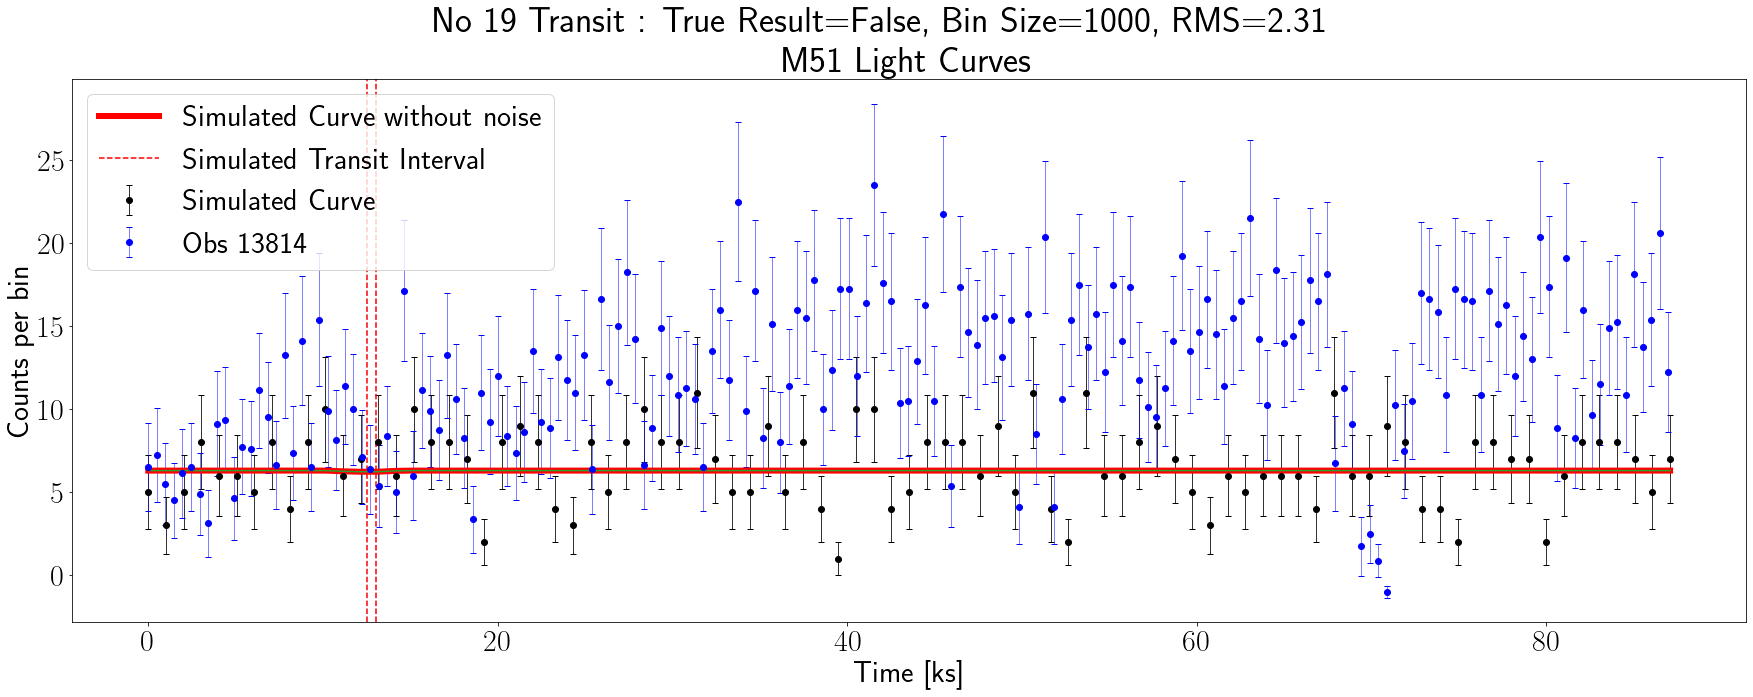 No 19 Transit : True Result=False, Bin Size=1000, RMS=2.31
M51 Light Curves
Simulated Curve without noise
Simulated Transit Interval
Simulated Curve
Obs 13814
Counts per bin
25
20
15
10
5
0
0 20 40 60 80
Time [ks]